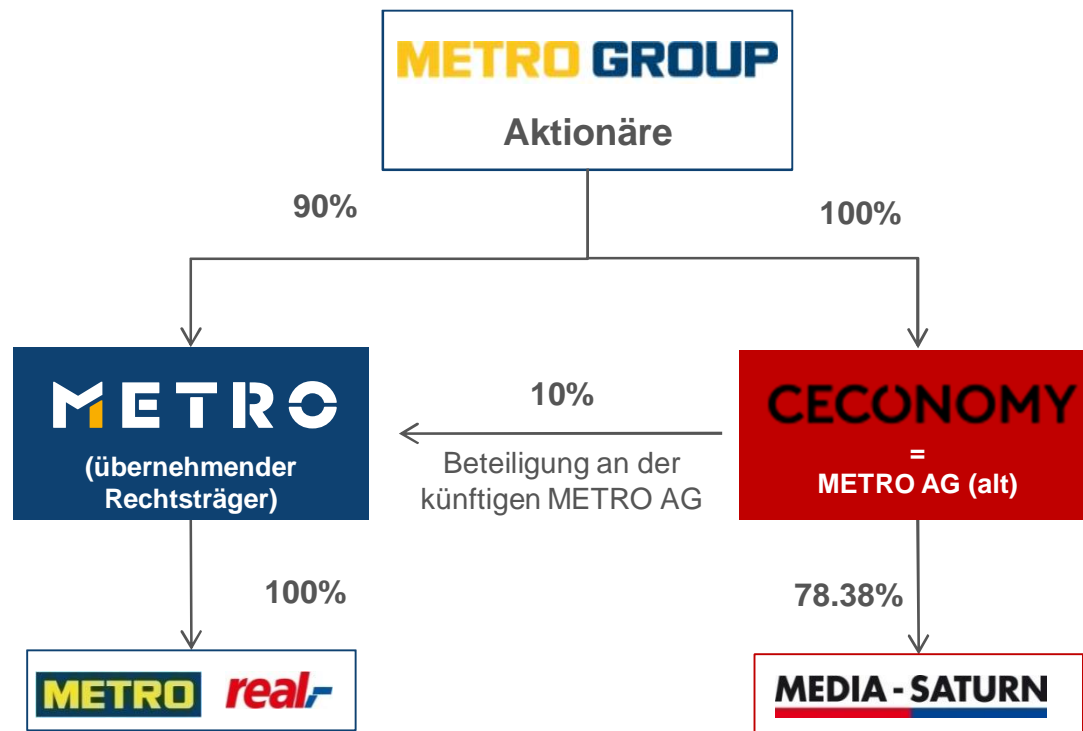 METRO GROUP
Aktionäre
90%
100%
METRO
(übernehmender
Rechtsträger)
10%
Beteiligung an der
künftigen METRO AG
CECONOMY
=
METRO AG (alt)
100%
78.38%
METRO real,-
MEDIA - SATURN